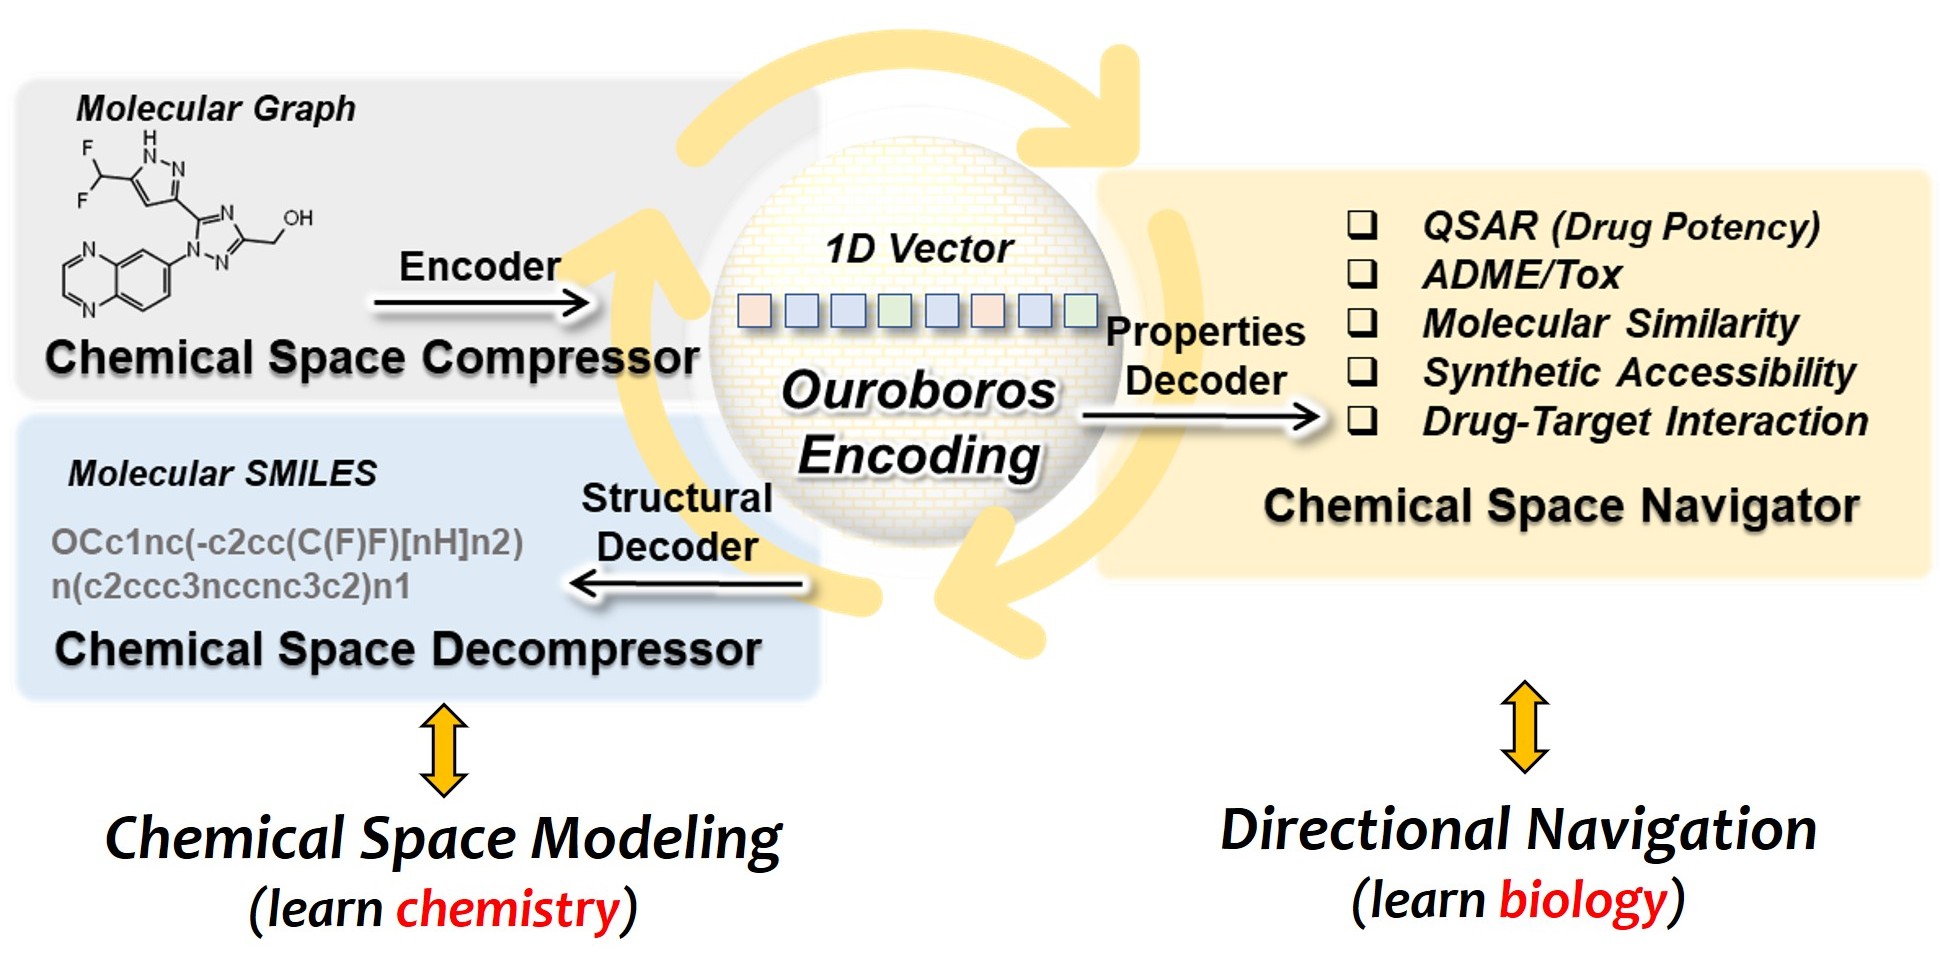 Molecular Graph
H
F
N
N
F
N
OH
N
N
N
N
Encoder
Chemical Space Compressor
Molecular SMILES
OCc1nc(-c2cc(C(F)F)[nH]n2)
n(c2ccc3nccnc3c2)n1
Structural
Decoder
Chemical Space Decompressor
1D Vector
Ouroboros
Encoding
Properties
Decoder
QSAR (Drug Potency)
ADME/Tox
Molecular Similarity
Synthetic Accessibility
Drug-Target Interaction
Chemical Space Navigator
Chemical Space Modeling
(learn chemistry)
Directional Navigation
(learn biology)